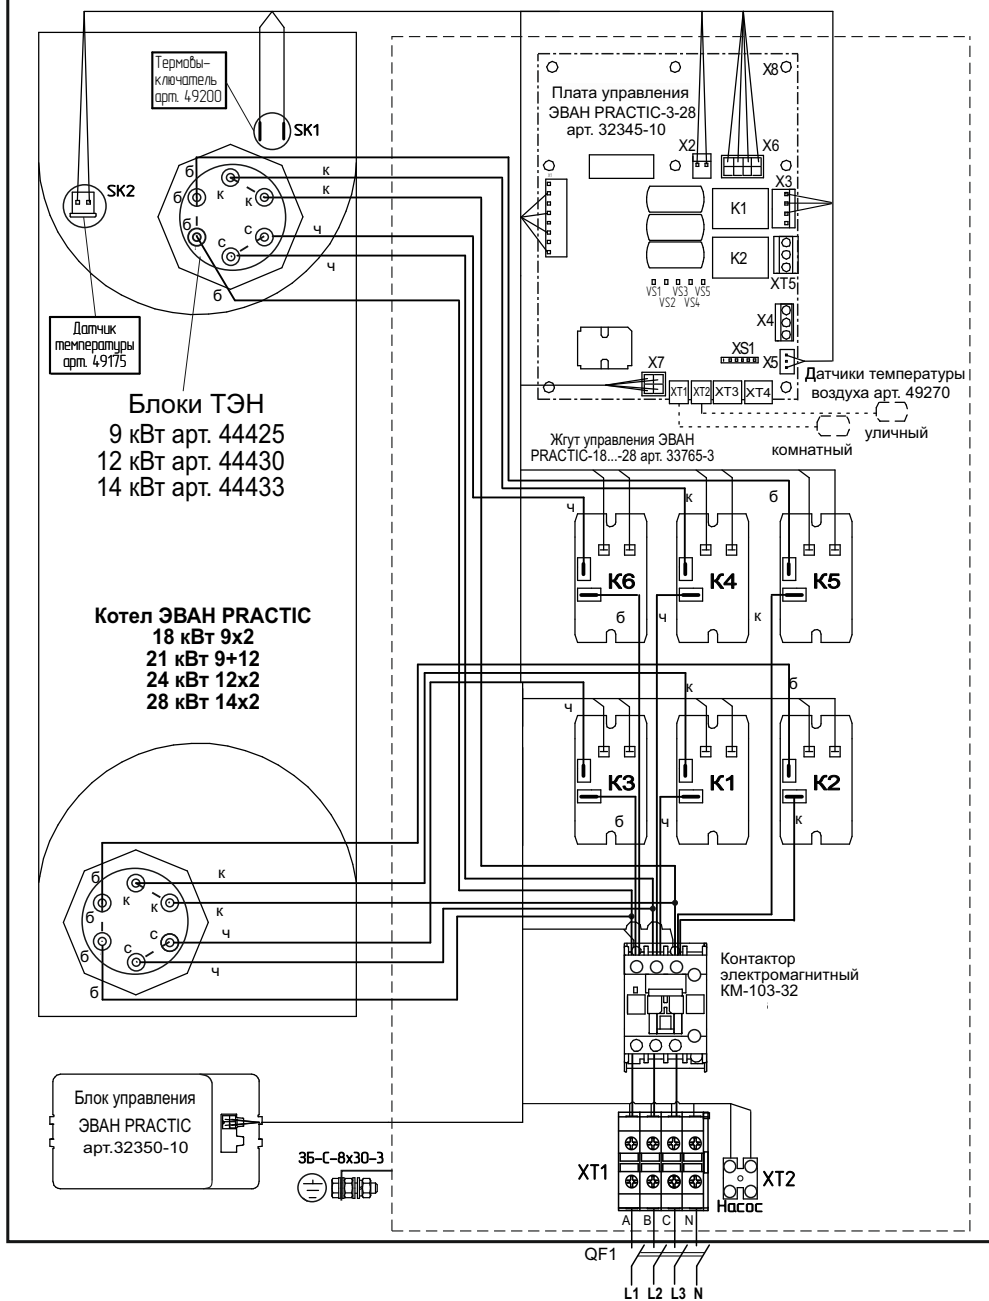 Термовы-
ключатель
арт. 49200
SK1
SK2
Датчик
температуры
арт. 49175
б
б
б
б
к
к
с
с
к
к
ч
ч
Блоки ТЭН
9 кВт арт. 44425
12 кВт арт. 44430
14 кВт арт. 44433
Плата управления
ЭВАН PRACTIC-3-28
арт. 32345-10
X8
X2
X6
X3
K1
K2
XT5
VS1
VS3
VS5
VS2
VS4
X4
XS1
X5
X7
XT1
XT2
XT3
XT4
Датчики температуры
воздуха арт. 49270
уличный
комнатный
Жгут управления ЭВАН
PRACTIC-18...-28 арт. 33765-3
ч
к
б
K6
K4
K5
б
ч
к
Котел ЭВАН PRACTIC
18 кВт 9х2
21 кВт 9+12
24 кВт 12х2
28 кВт 14х2
ч
к
б
K3
K1
K2
б
ч
к
б
б
б
б
к
к
с
с
к
к
ч
ч
Контактор
электромагнитный
КМ-103-32
Блок управления
ЭВАН PRACTIC
арт.32350-10
ЗБ-С-8х30-3
XT1
XT2
Насос
A B C N
QF1
L1 L2 L3 N